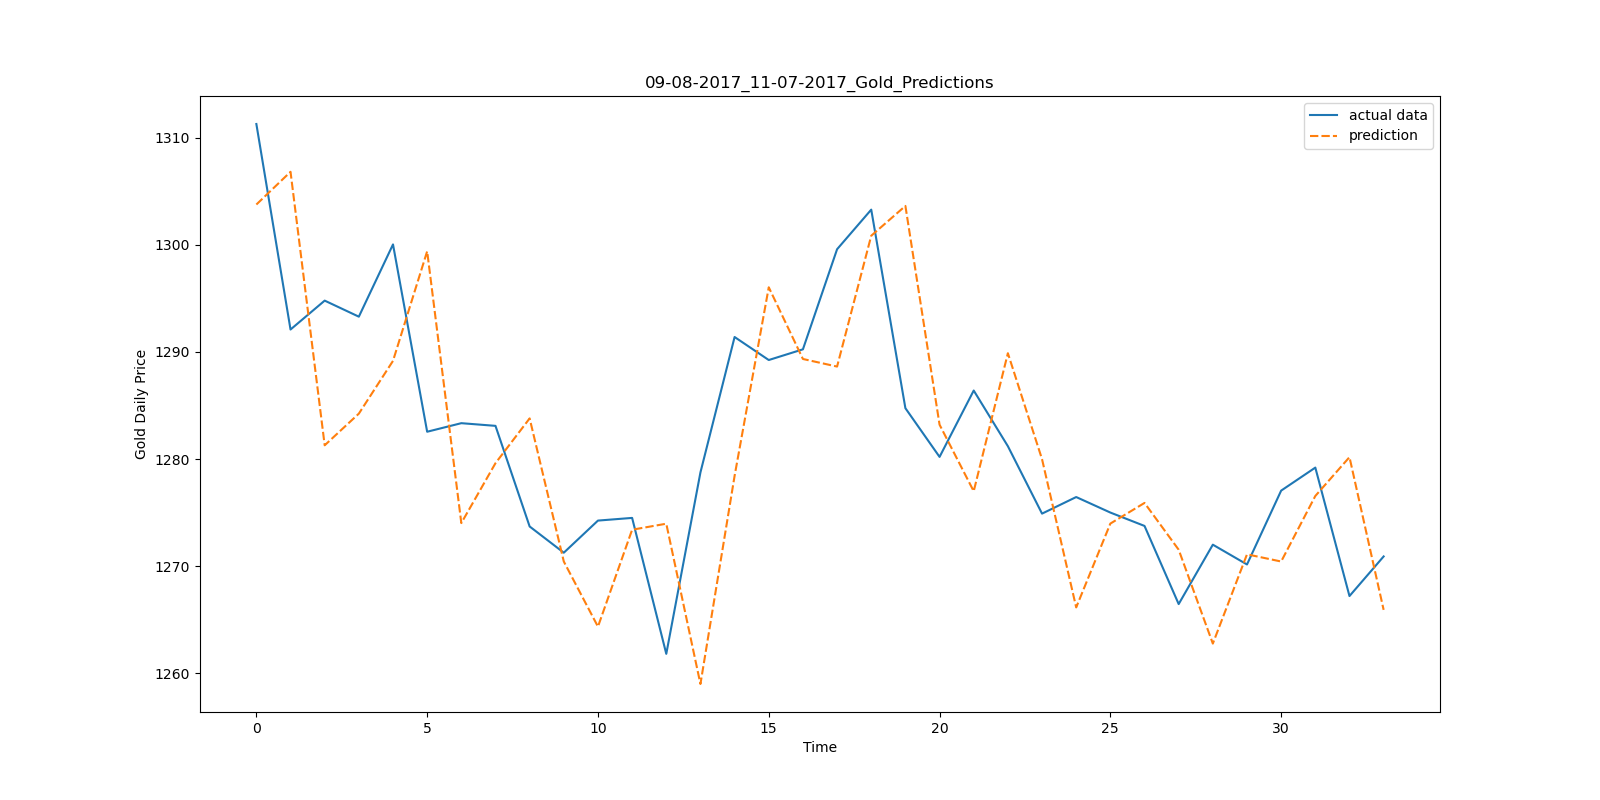 09-08-2017_11-07-2017_Gold_Predictions
actual data
prediction
1310
1300
1290
1280
1270
1260
Gold Daily Price
0 5 10 15 20 25 30
Time